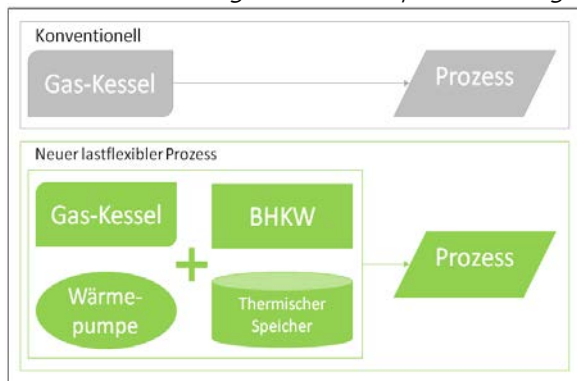 Konventionell
Gas-Kessel
Prozess
Neuer lastflexibler Prozess
Gas-Kessel
BHKW
+
Prozess
Wärme-
pumpe
Thermischer
Speicher